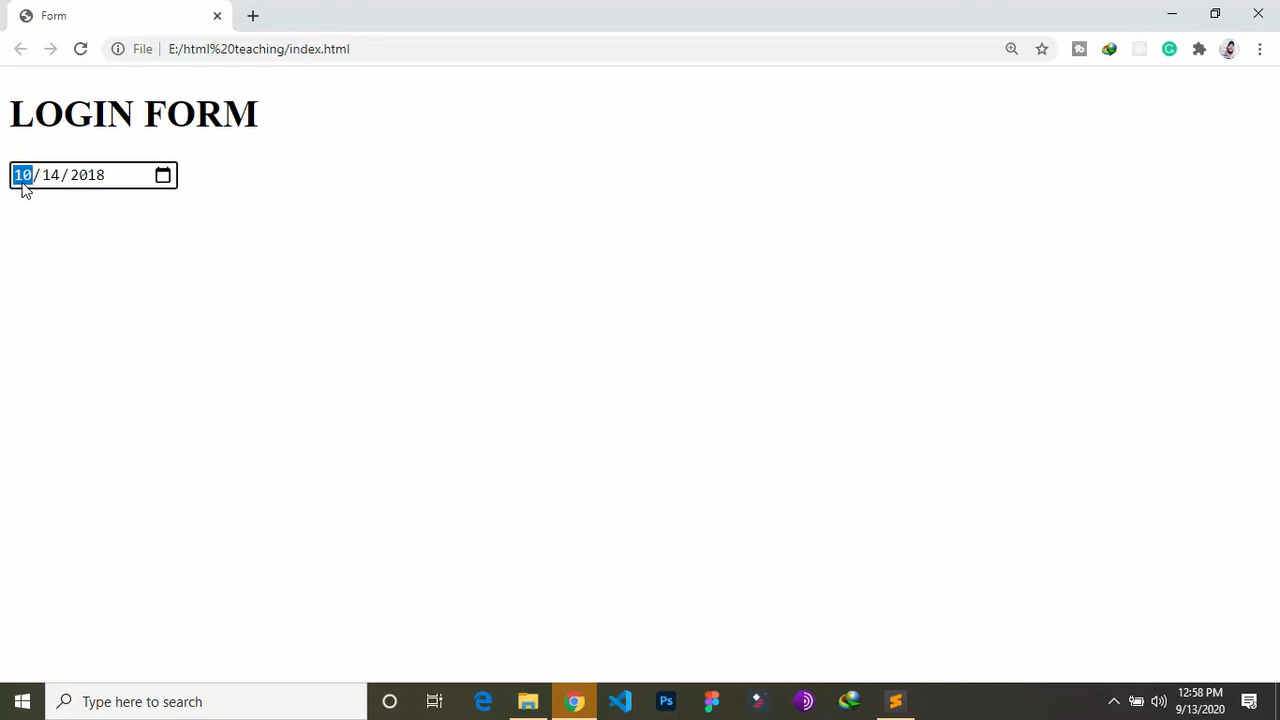 Form
File
E:/html%20teaching/index.html
LOGIN FORM
10/14/2018
Type here to search
Ps
12:58 PM
9/13/2020